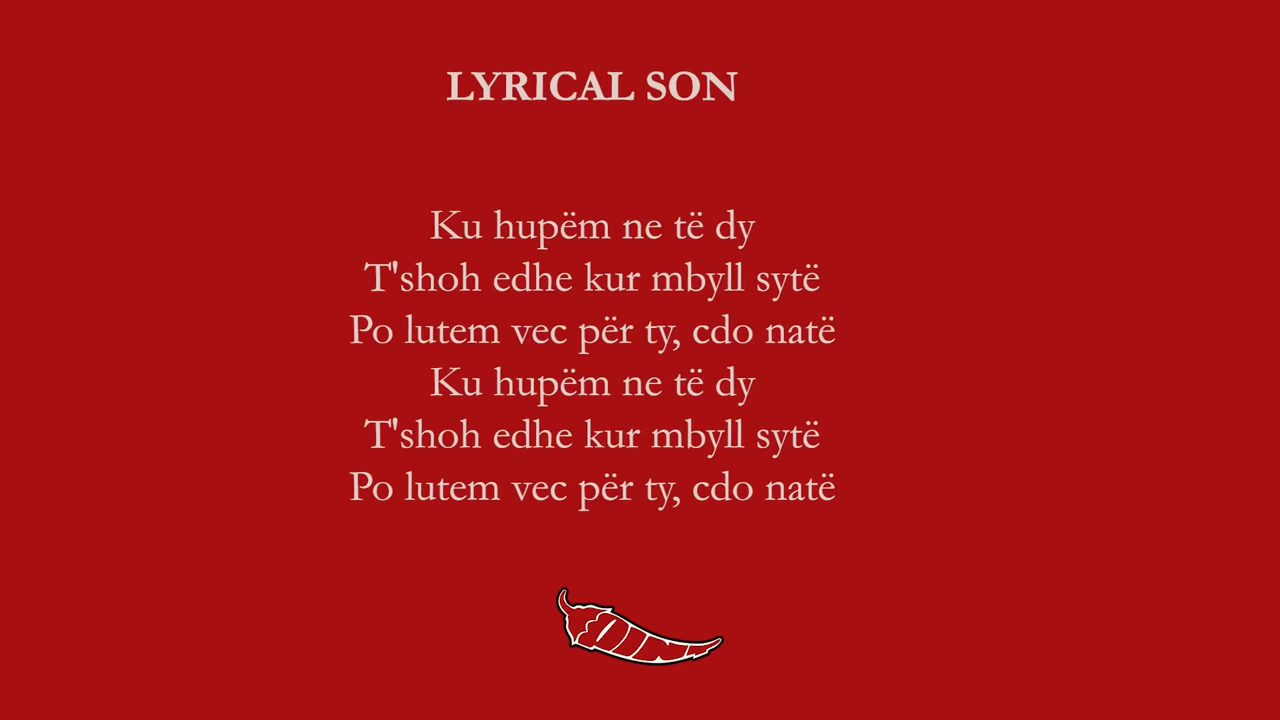 LYRICAL SON
Ku hupëm ne të dy
T'shoh edhe kur mbyll sytë
Po lutem vec për ty, cdo natë
Ku hupëm ne të dy
T'shoh edhe kur mbyll sytë
Po lutem vec për ty, cdo natë